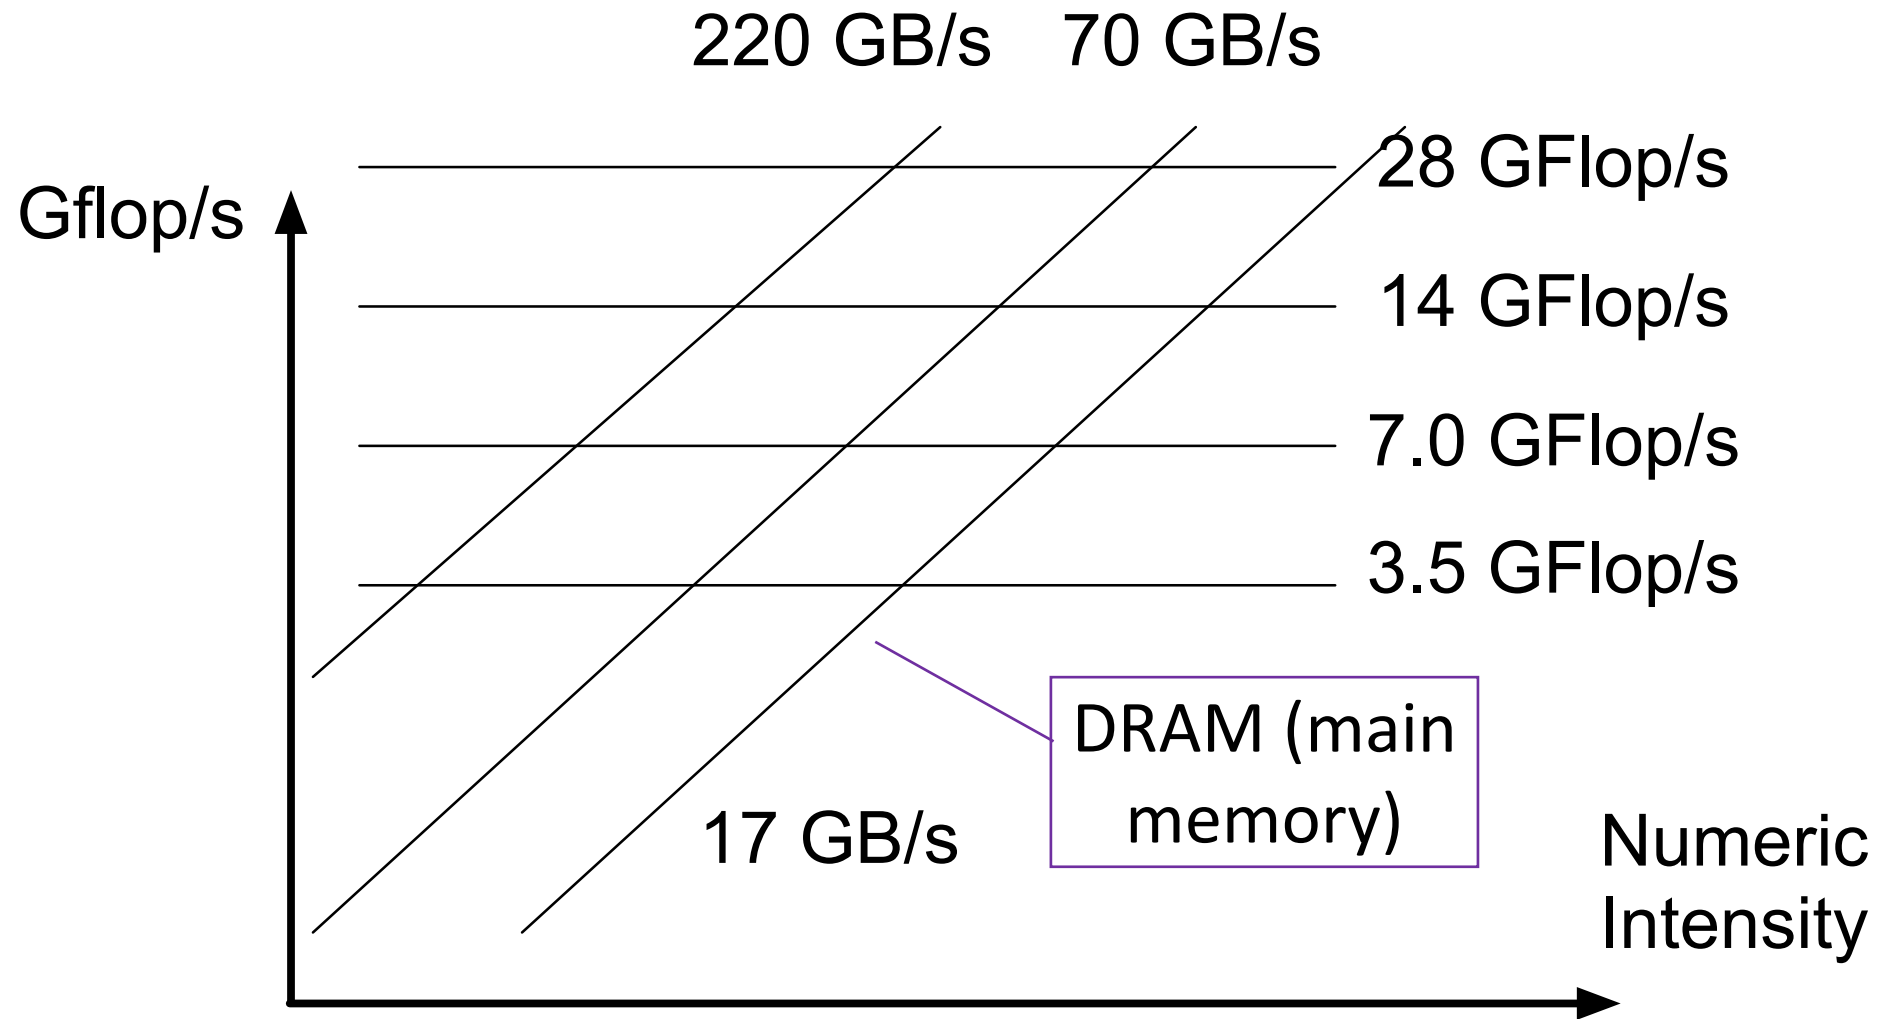 220 GB/s
70 GB/s
28 GFlop/s
Gflop/s
14 GFlop/s
7.0 GFlop/s
3.5 GFlop/s
DRAM (main
memory)
17 GB/s
Numeric
Intensity